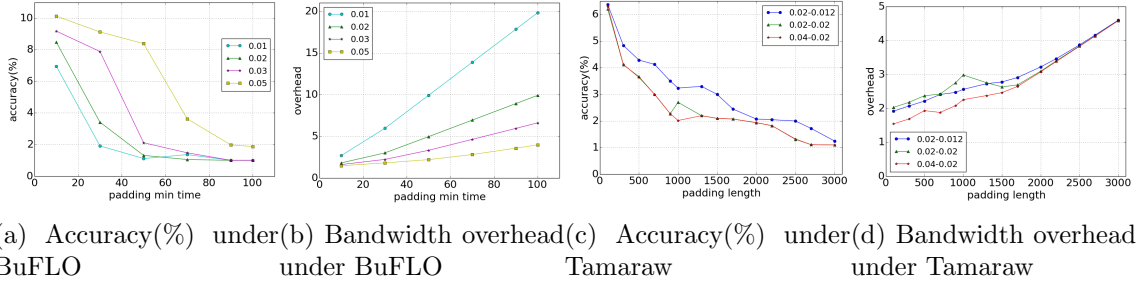 accuracy(%)
10
8
6
4
2
0
0 20 40 60 80 100
padding min time
0.01
0.02
0.03
0.05
overhead
20
15
10
5
0
0 20 40 60 80 100
padding min time
0.01
0.02
0.03
0.05
accuracy(%)
6
5
4
3
2
1
0
500 1000 1500 2000 2500 3000
padding length
0.02-0.012
0.02-0.02
0.04-0.02
overhead
5
4
3
2
1
0
0 500 1000 1500 2000 2500 3000
padding length
0.02-0.012
0.02-0.02
0.04-0.02
(a) Accuracy(%) under
BuFLO
(b) Bandwidth overhead
under BuFLO
(c) Accuracy(%) under
Tamaraw
(d) Bandwidth overhead
under Tamaraw